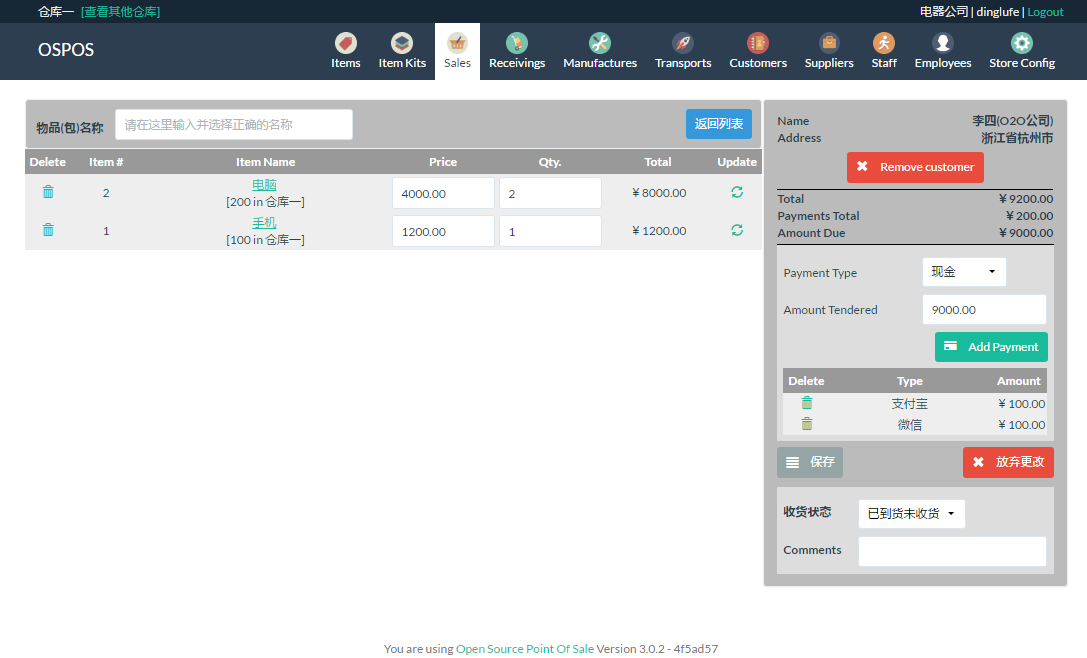 仓库一 [查看其他仓库] 电器公司 | dinglufe | Logout
OSPOS Items Item Kits Sales Receivings Manufactures Transports Customers Suppliers Staff Employees Store Config
物品(包)名称 请在这里输入并选择正确的名称 返回列表
Delete Item # Item Name Price Qty. Total Update
2 电脑 4000.00 2 ¥ 8000.00
[200 in 仓库一]
1 手机 1200.00 1 ¥ 1200.00
[100 in 仓库一]
Name 李四(O2O公司)
Address 浙江省杭州市
Remove customer
Total ¥ 9200.00
Payments Total ¥ 200.00
Amount Due ¥ 9000.00
Payment Type 现金
Amount Tendered 9000.00
Add Payment
Delete Type Amount
支付宝 ¥ 100.00
微信 ¥ 100.00
保存 放弃更改
收货状态 已到货未收货
Comments
You are using Open Source Point Of Sale Version 3.0.2 - 4f5ad57